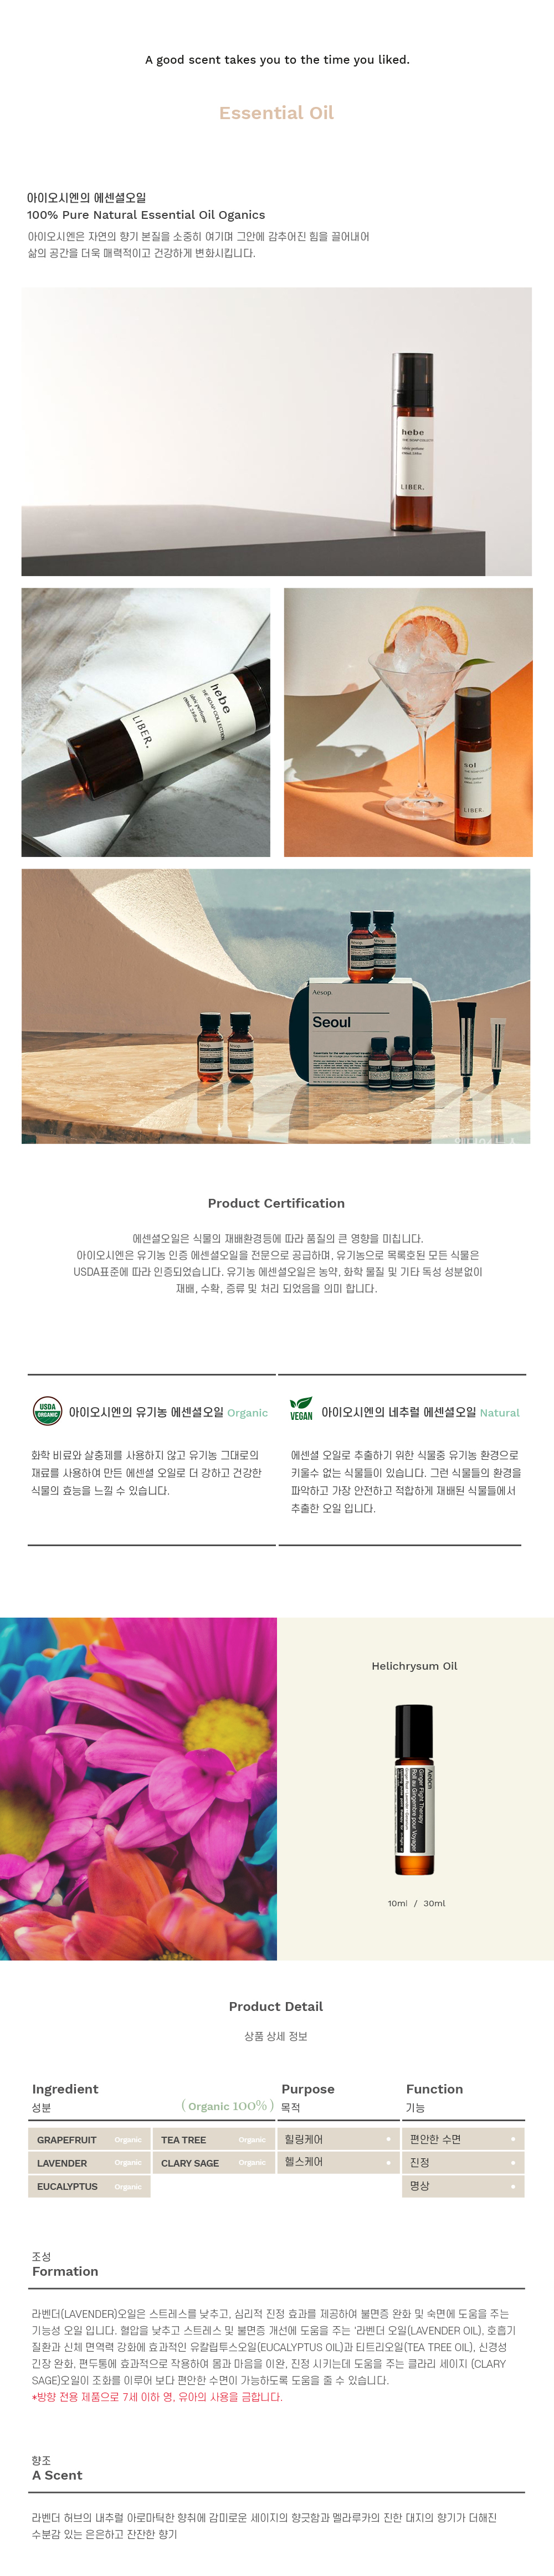 A good scent takes you to the time you liked.
Essential Oil
아이오시엔의 에센셜오일
100% Pure Natural Essential Oil Oganics
아이오시엔은 자연의 향기 본질을 소중히 여기며 그안에 감추어진 힘을 끌어내어
삶의 공간을 더욱 매력적이고 건강하게 변화시킵니다.
hebe
LIBER.
hebe
THE SOAP COLLECTION
LIBER.
sol
LIBER.
Aesop.
Seoul
Product Certification
에센셜오일은 식물의 재배환경등에 따라 품질의 큰 영향을 미칩니다.
아이오시엔은 유기농 인증 에센셜오일을 전문으로 공급하며, 유기농으로 목록호된 모든 식물은
USDA표준에 따라 인증되었습니다. 유기농 에센셜오일은 농약, 화학 물질 및 기타 독성 성분없이
재배, 수확, 증류 및 처리 되었음을 의미 합니다.
USDA
ORGANIC
아이오시엔의 유기농 에센셜오일 Organic
화학 비료와 살충제를 사용하지 않고 유기농 그대로의
재료를 사용하여 만든 에센셜 오일로 더 강하고 건강한
식물의 효능을 느낄 수 있습니다.
VEGAN
아이오시엔의 네추럴 에센셜오일 Natural
에센셜 오일로 추출하기 위한 식물중 유기농 환경으로
키울수 없는 식물들이 있습니다. 그런 식물들의 환경을
파악하고 가장 안전하고 적합하게 재배된 식물들에서
추출한 오일 입니다.
Helichrysum Oil
Aeocn
Ginger Flight Therapy
Roll au Gingembre pour Voyager
10ml / 30ml
Product Detail
상품 상세 정보
Ingredient
성분
( Organic 100% )
Purpose
목적
Function
기능
GRAPEFRUIT Organic
TEA TREE Organic
힐링케어
편안한 수면
LAVENDER Organic
CLARY SAGE Organic
헬스케어
진정
EUCALYPTUS Organic
명상
조성
Formation
라벤더(LAVENDER)오일은 스트레스를 낮추고, 심리적 진정 효과를 제공하여 불면증 완화 및 숙면에 도움을 주는
기능성 오일 입니다. 혈압을 낮추고 스트레스 및 불면증 개선에 도움을 주는 '라벤더 오일(LAVENDER OIL), 호흡기
질환과 신체 면역력 강화에 효과적인 유칼립투스오일(EUCALYPTUS OIL)과 티트리오일(TEA TREE OIL), 신경성
긴장 완화, 편두통에 효과적으로 작용하여 몸과 마음을 이완, 진정 시키는데 도움을 주는 클라리 세이지 (CLARY
SAGE)오일이 조화를 이루어 보다 편안한 수면이 가능하도록 도움을 줄 수 있습니다.
*방향 전용 제품으로 7세 이하 영, 유아의 사용을 금합니다.
향조
A Scent
라벤더 허브의 내추럴 아로마틱한 향취에 감미로운 세이지의 향긋함과 멜라루카의 진한 대지의 향기가 더해진
수분감 있는 은은하고 잔잔한 향기